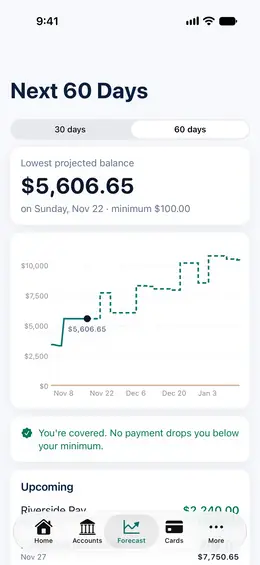 9:41
Next 60 Days
30 days
60 days
Lowest projected balance
$5,606.65
on Sunday, Nov 22 · minimum $100.00
$10,000
$7,500
$5,000
$2,500
$0
$5,606.65
Nov 8
Nov 22
Dec 6
Dec 20
Jan 3
You're covered. No payment drops you below
your minimum.
Upcoming
Riverside Pay
$2,240.00
Home
Accounts
Forecast
Cards
More
Nov 27
$7,750.65